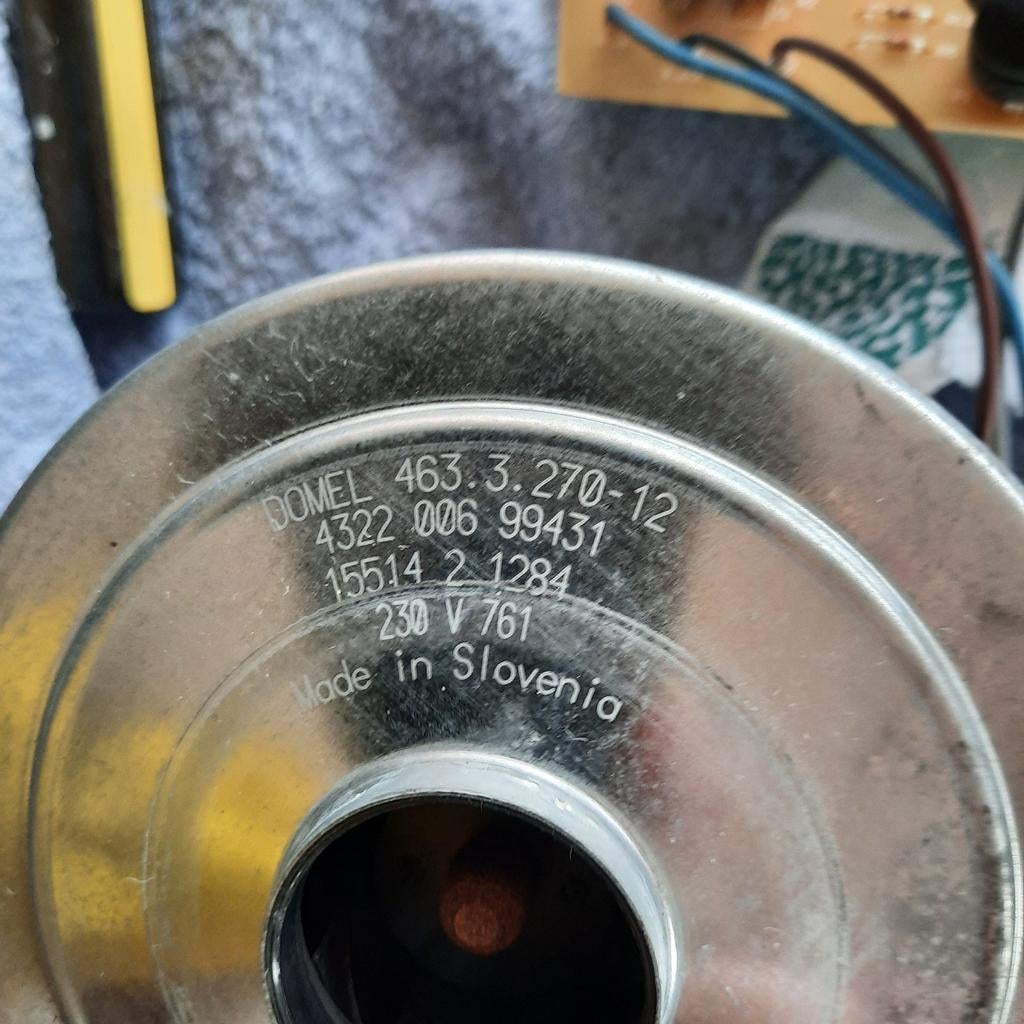 DOMEL 463.3.270-12
4322 006 99431
15514 2 1284
230 V 761
Made in Slovenia